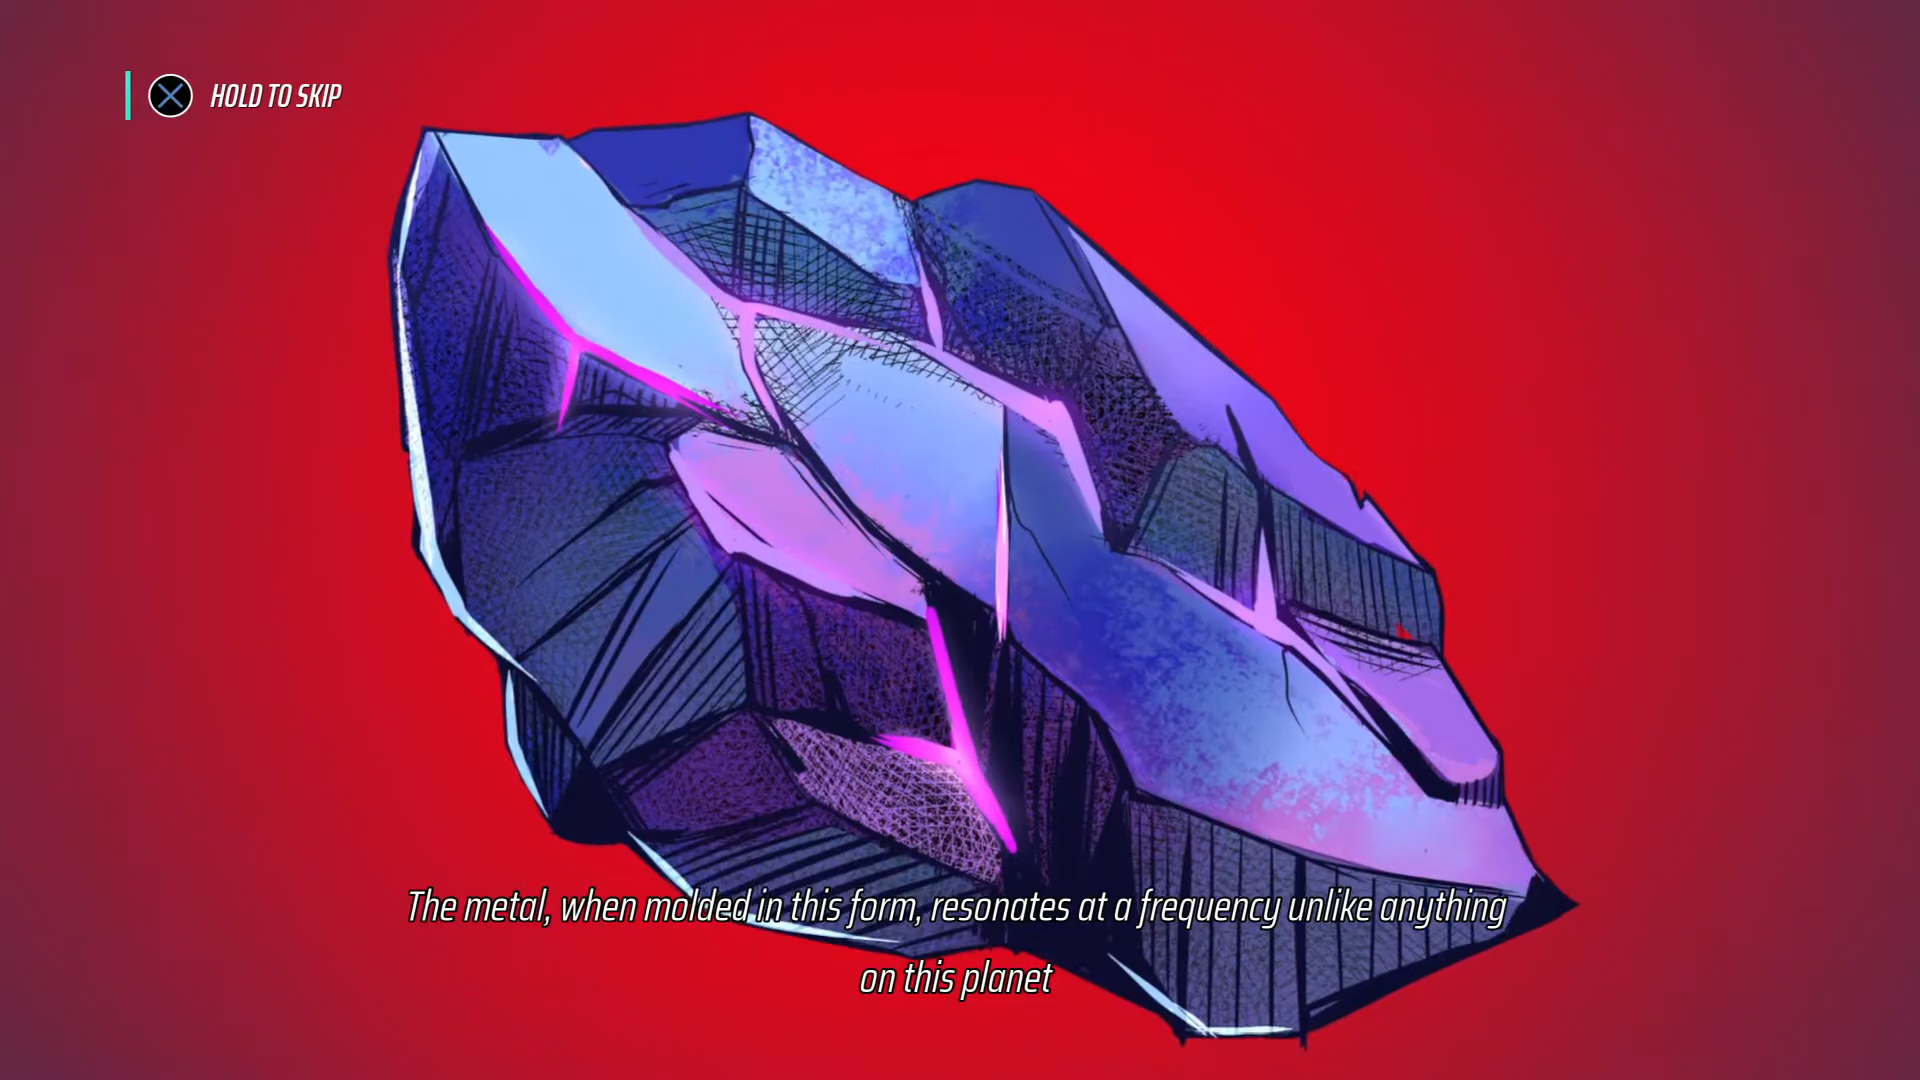 HOLD TO SKIP
The metal, when molded in this form, resonates at a frequency unlike anything
on this planet